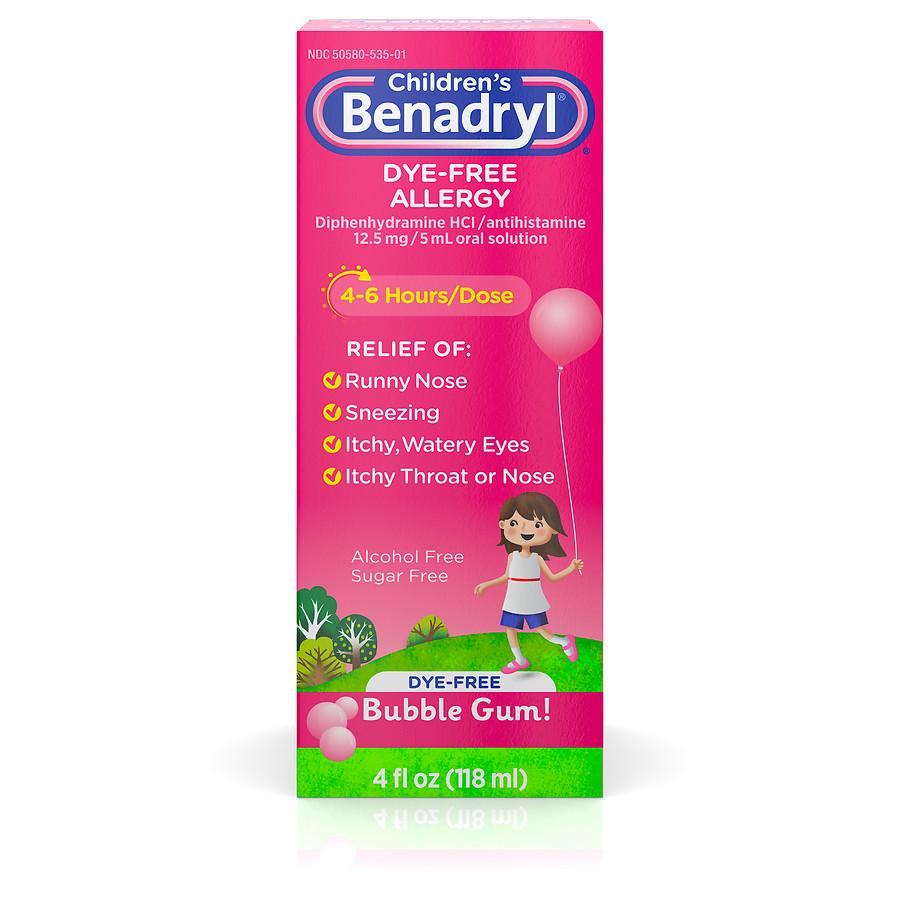 NDC 50580-535-01
Children's
Benadryl®
®
DYE-FREE
ALLERGY
Diphenhydramine HCl/antihistamine
12.5 mg/5 mL oral solution
4-6 Hours/Dose
RELIEF OF:
Runny Nose
Sneezing
Itchy, Watery Eyes
Itchy Throat or Nose
Alcohol Free
Sugar Free
DYE-FREE
Bubble Gum!
4 fl oz (118 ml)